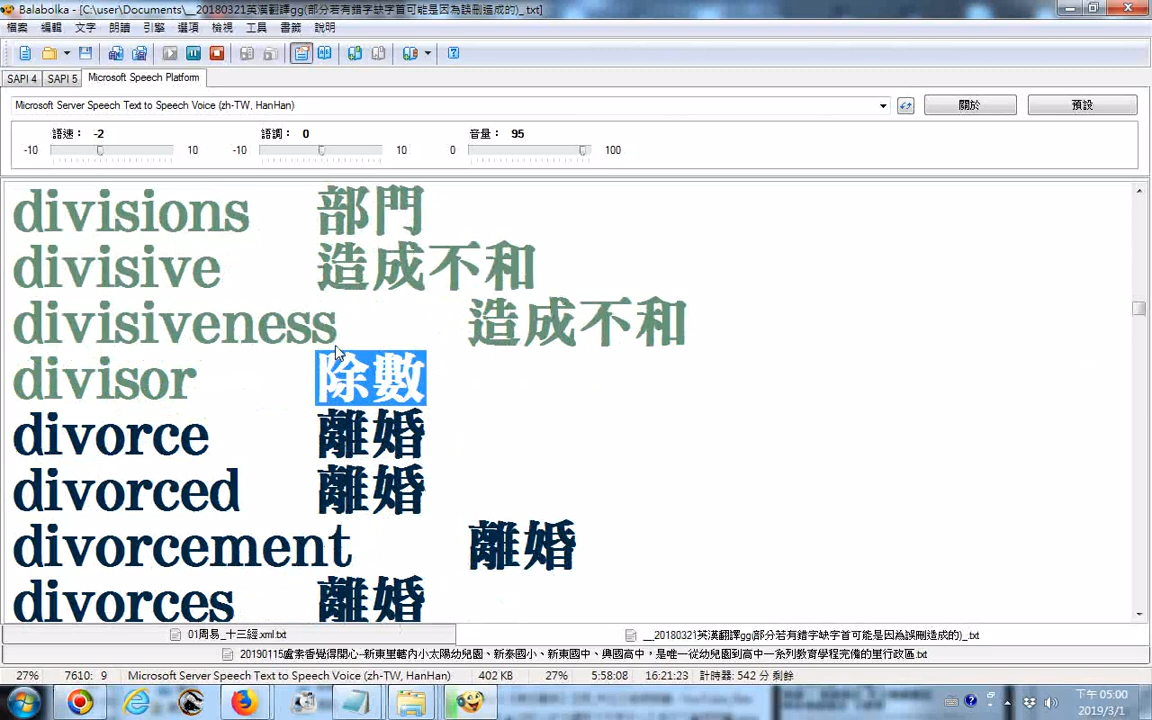 Balabolka - [C:\user\Documents\__20180321英漢翻譯gg(部分若有錯字缺字首可能是因為誤刪造成的)_.txt]
檔案 編輯 文字 朗讀 引擎 選項 檢視 工具 書籤 說明
SAPI 4 SAPI 5 Microsoft Speech Platform
Microsoft Server Speech Text to Speech Voice (zh-TW, HanHan) 關於 預設
語速： -2 語調： 0 音量： 95
-10 10 -10 10 0 100
divisions 部門
divisive 造成不和
divisiveness 造成不和
divisor 除數
divorce 離婚
divorced 離婚
divorcement 離婚
divorces 離婚
01周易_十三經.xml.txt __20180321英漢翻譯gg(部分若有錯字缺字首可能是因為誤刪造成的)_.txt
20190115盧素香覺得開心-新東里轄內小太陽幼兒園、新泰國小、新東國中、興國高中，是唯一從幼兒園到高中一系列教育學程完備的里行政區.txt
27% 7610: 9 Microsoft Server Speech Text to Speech Voice (zh-TW, HanHan) 402 KB 27% 5:58:08 16:21:23 計時器: 542 分 剩餘
下午 05:00
2019/3/1